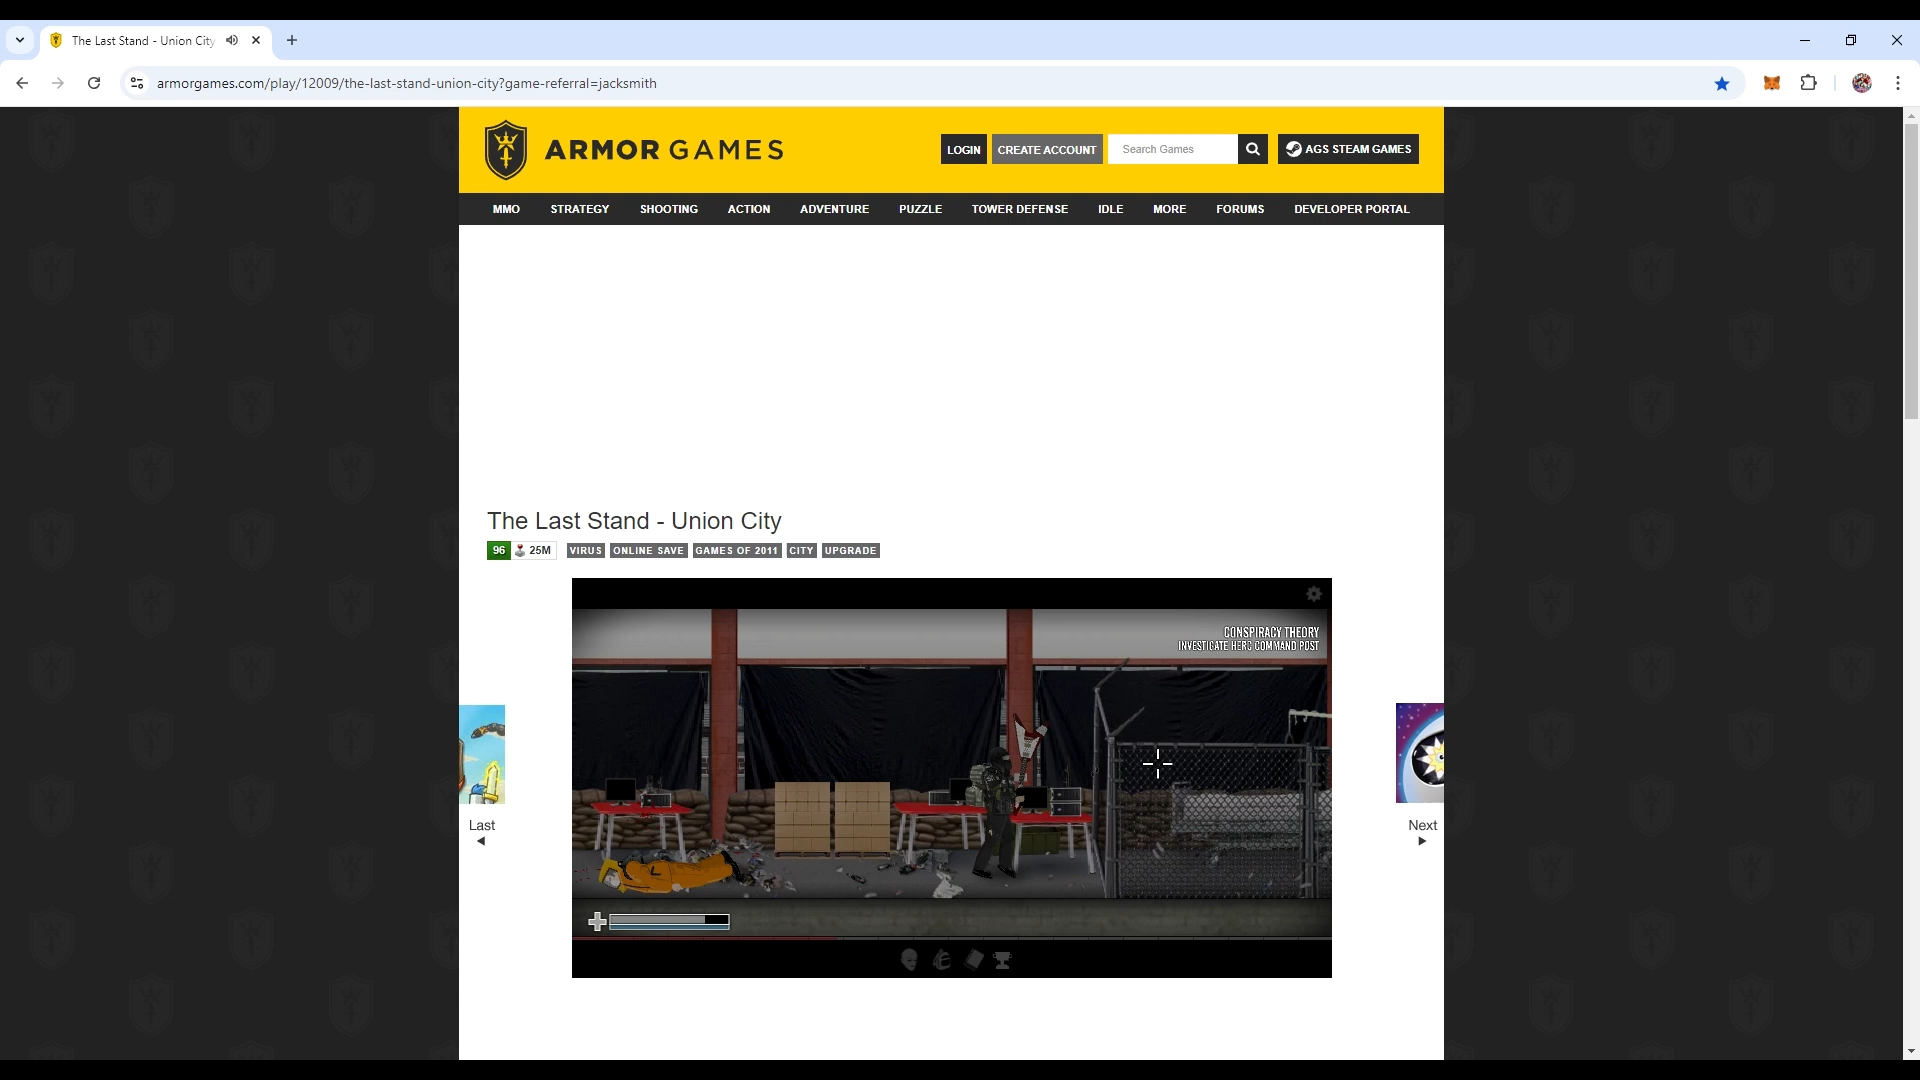 The Last Stand - Union City
armorgames.com/play/12009/the-last-stand-union-city?game-referral=jacksmith
ARMOR GAMES
LOGIN
CREATE ACCOUNT
Search Games
AGS STEAM GAMES
MMO
STRATEGY
SHOOTING
ACTION
ADVENTURE
PUZZLE
TOWER DEFENSE
IDLE
MORE
FORUMS
DEVELOPER PORTAL
The Last Stand - Union City
96
25M
VIRUS
ONLINE SAVE
GAMES OF 2011
CITY
UPGRADE
CONSPIRACY THEORY
INVESTIGATE HERC COMMAND POST
Last
Next